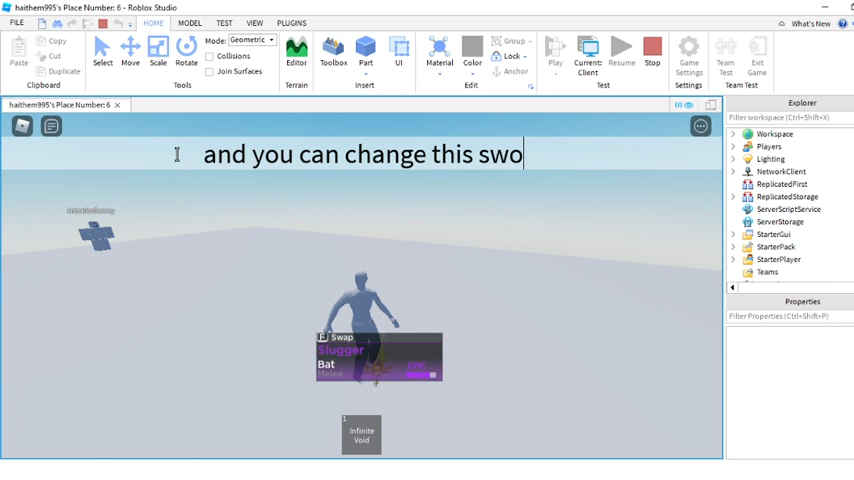 haithem995's Place Number: 6 - Roblox Studio
FILE HOME MODEL TEST VIEW PLUGINS What's New
Copy
Cut
Duplicate
Paste
Clipboard
Select Move Scale Rotate
Mode: Geometric
Collisions
Join Surfaces
Tools
Editor
Terrain
Toolbox Part UI
Insert
Material Color
Group
Lock
Anchor
Edit
Play Current: Client Resume Stop
Test
Game Settings
Settings
Team Test Exit Game
Team Test
haithem995's Place Number: 6
UI
and you can change this swo
AnimationDummy
Swap
Slugger
Bat
Melee
1
Infinite
Void
Explorer
Filter workspace (Ctrl+Shift+X)
Workspace
Players
Lighting
NetworkClient
ReplicatedFirst
ReplicatedStorage
ServerScriptService
ServerStorage
StarterGui
StarterPack
StarterPlayer
Teams
Properties
Filter Properties (Ctrl+Shift+P)